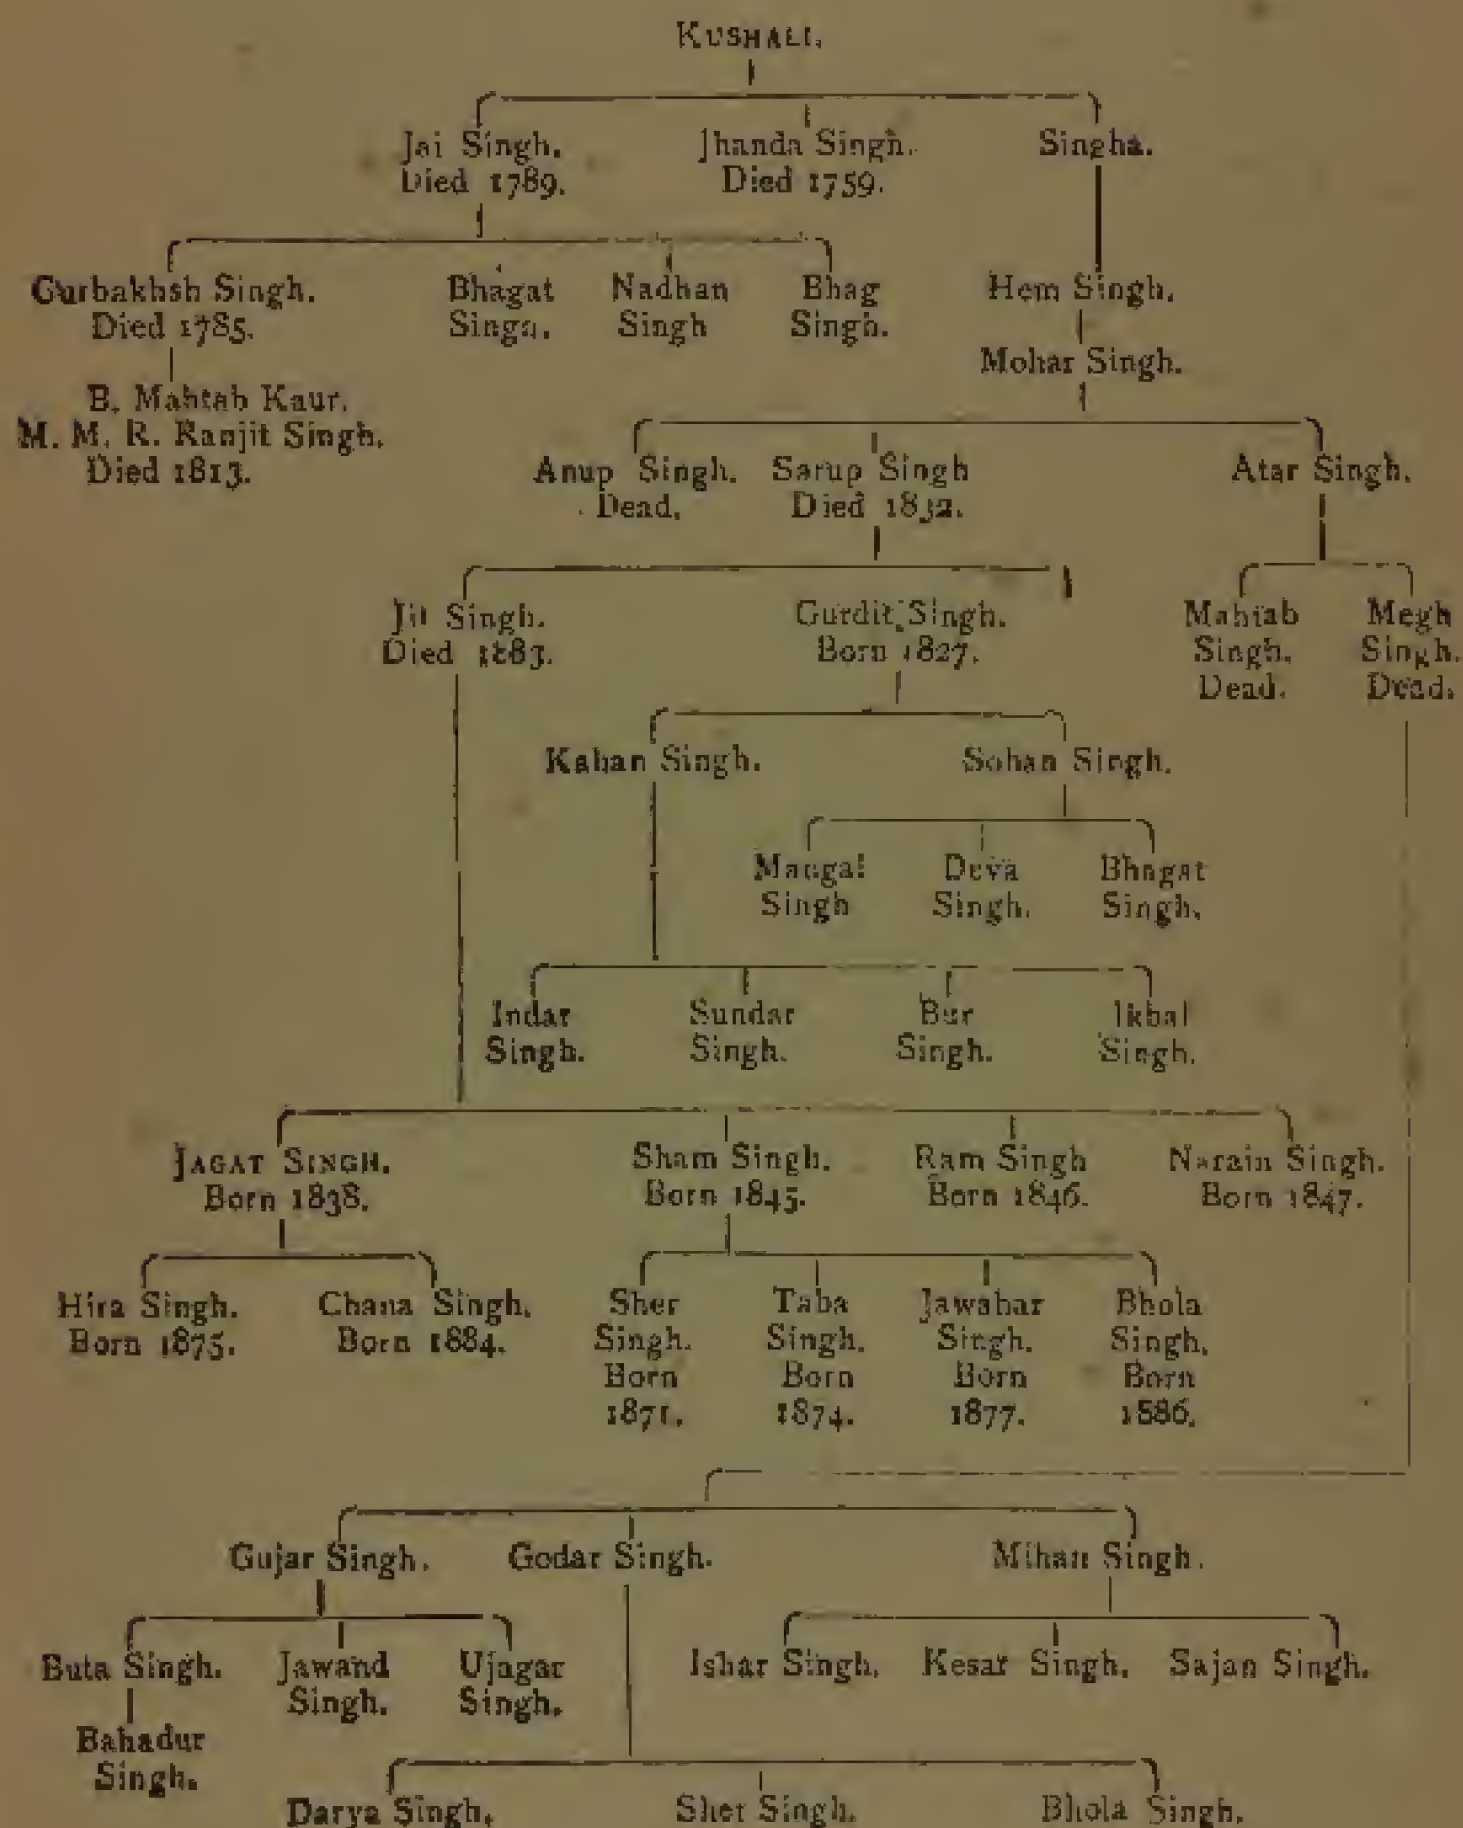 KUSHALI.
Jai Singh. Jhanda Singh. Singha.
Died 1789. Died 1759.
Gurbakhsh Singh. Bhagat Nadhan Bhag Hem Singh.
Died 1785. Singh. Singh Singh.
Mohar Singh.
B. Mahtab Kaur.
M. M. R. Ranjit Singh.
Died 1813.
Anup Singh. Sarup Singh Atar Singh.
Dead. Died 1832.
Jit Singh. Gurdit Singh. Mahtab Megh
Died 1883. Born 1827. Singh. Singh.
Dead. Dead.
Kahan Singh. Sohan Singh.
Mangal Deva Bhagat
Singh Singh. Singh.
Indar Sundar Bur Ikbal
Singh. Singh. Singh. Singh.
JAGAT SINGH. Sham Singh. Ram Singh Narain Singh.
Born 1838. Born 1845. Born 1846. Born 1847.
Hira Singh. Chana Singh. Sher Taba Jawahar Bhola
Born 1875. Born 1884. Singh. Singh. Singh. Singh.
Born Born Born Born
1871. 1874. 1877. 1886.
Gujar Singh. Godar Singh. Mihan Singh.
Buta Singh. Jawand Ujagar Ishar Singh. Kesar Singh. Sajan Singh.
Singh. Singh.
Bahadur
Singh.
Darya Singh. Sher Singh. Bhola Singh.